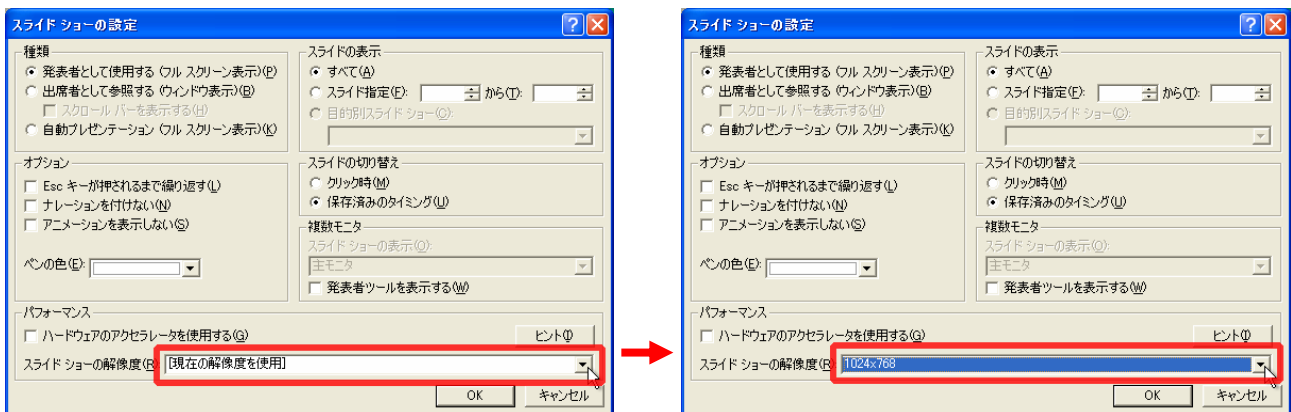 スライド ショーの設定
種類
発表者として使用する (フル スクリーン表示)(P)
出席者として参照する (ウィンドウ表示)(B)
スクロール バーを表示する(H)
自動プレゼンテーション (フル スクリーン表示)(K)
スライドの表示
すべて(A)
スライド指定(F): から(T):
目的別スライド ショー(C):
オプション
Esc キーが押されるまで繰り返す(L)
ナレーションを付けない(N)
アニメーションを表示しない(S)
ペンの色(E):
スライドの切り替え
クリック時(M)
保存済みのタイミング(U)
複数モニタ
スライド ショーの表示(O):
主モニタ
発表者ツールを表示する(W)
パフォーマンス
ハードウェアのアクセラレータを使用する(G)
ヒント(I)
スライド ショーの解像度(R) [現在の解像度を使用]
OK キャンセル
スライド ショーの設定
種類
発表者として使用する (フル スクリーン表示)(P)
出席者として参照する (ウィンドウ表示)(B)
スクロール バーを表示する(H)
自動プレゼンテーション (フル スクリーン表示)(K)
スライドの表示
すべて(A)
スライド指定(F): から(T):
目的別スライド ショー(C):
オプション
Esc キーが押されるまで繰り返す(L)
ナレーションを付けない(N)
アニメーションを表示しない(S)
ペンの色(E):
スライドの切り替え
クリック時(M)
保存済みのタイミング(U)
複数モニタ
スライド ショーの表示(O):
主モニタ
発表者ツールを表示する(W)
パフォーマンス
ハードウェアのアクセラレータを使用する(G)
ヒント(I)
スライド ショーの解像度(R) 1024x768
OK キャンセル